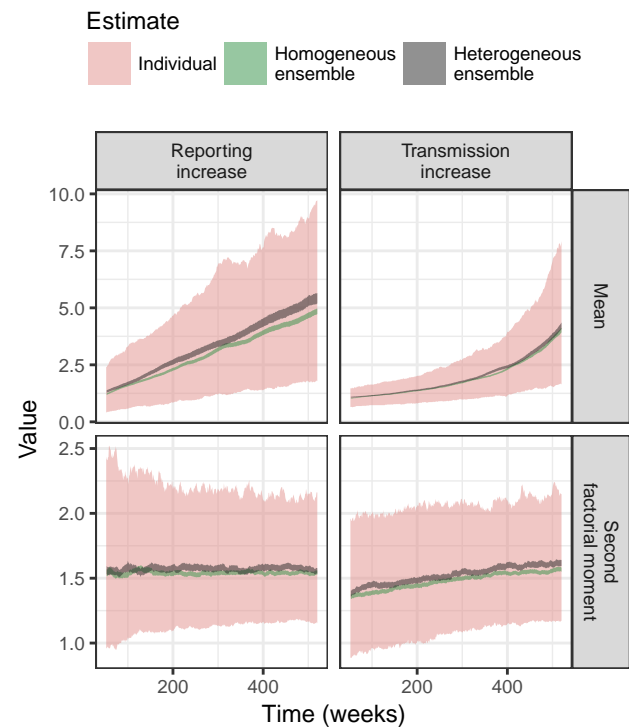 Estimate
Individual
Homogeneous
ensemble
Heterogeneous
ensemble
Reporting
increase
Transmission
increase
10.0
7.5
5.0
2.5
0.0
Mean
Value
2.5
2.0
1.5
1.0
Second
factorial moment
200 400 200 400
Time (weeks)